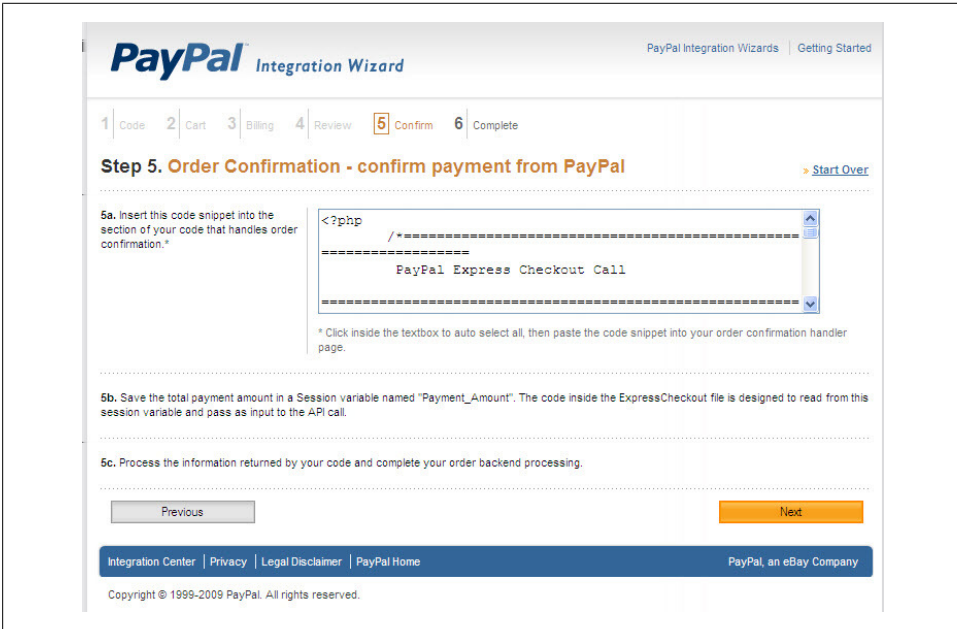 PayPal Integration Wizard
PayPal Integration Wizards | Getting Started
1 Code 2 Cart 3 Billing 4 Review 5 Confirm 6 Complete
Step 5. Order Confirmation - confirm payment from PayPal
» Start Over
5a. Insert this code snippet into the
section of your code that handles order
confirmation.*
<?php
/*================================================
==================
PayPal Express Checkout Call
==========================================================
* Click inside the textbox to auto select all, then paste the code snippet into your order confirmation handler
page.
5b. Save the total payment amount in a Session variable named "Payment_Amount". The code inside the ExpressCheckout file is designed to read from this
session variable and pass as input to the API call.
5c. Process the information returned by your code and complete your order backend processing.
Previous
Next
Integration Center | Privacy | Legal Disclaimer | PayPal Home
PayPal, an eBay Company
Copyright © 1999-2009 PayPal. All rights reserved.